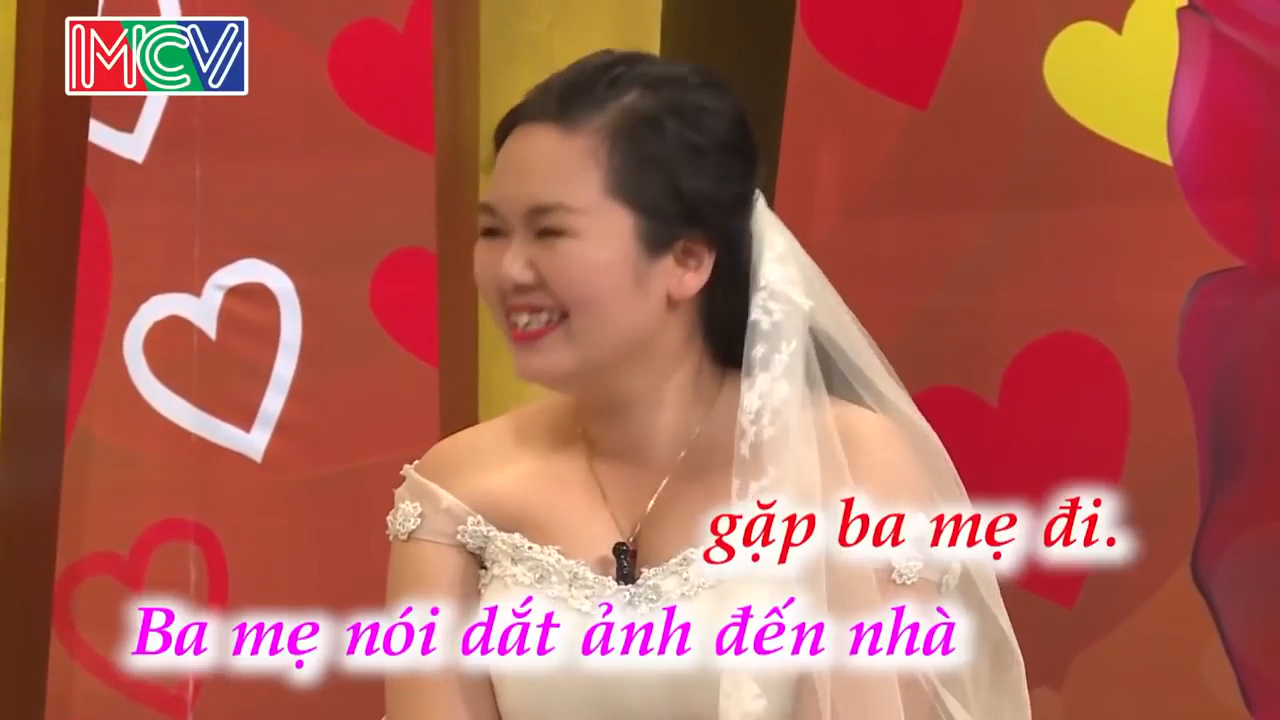 MCV
gặp ba mẹ đi.
Ba mẹ nói dắt ảnh đến nhà